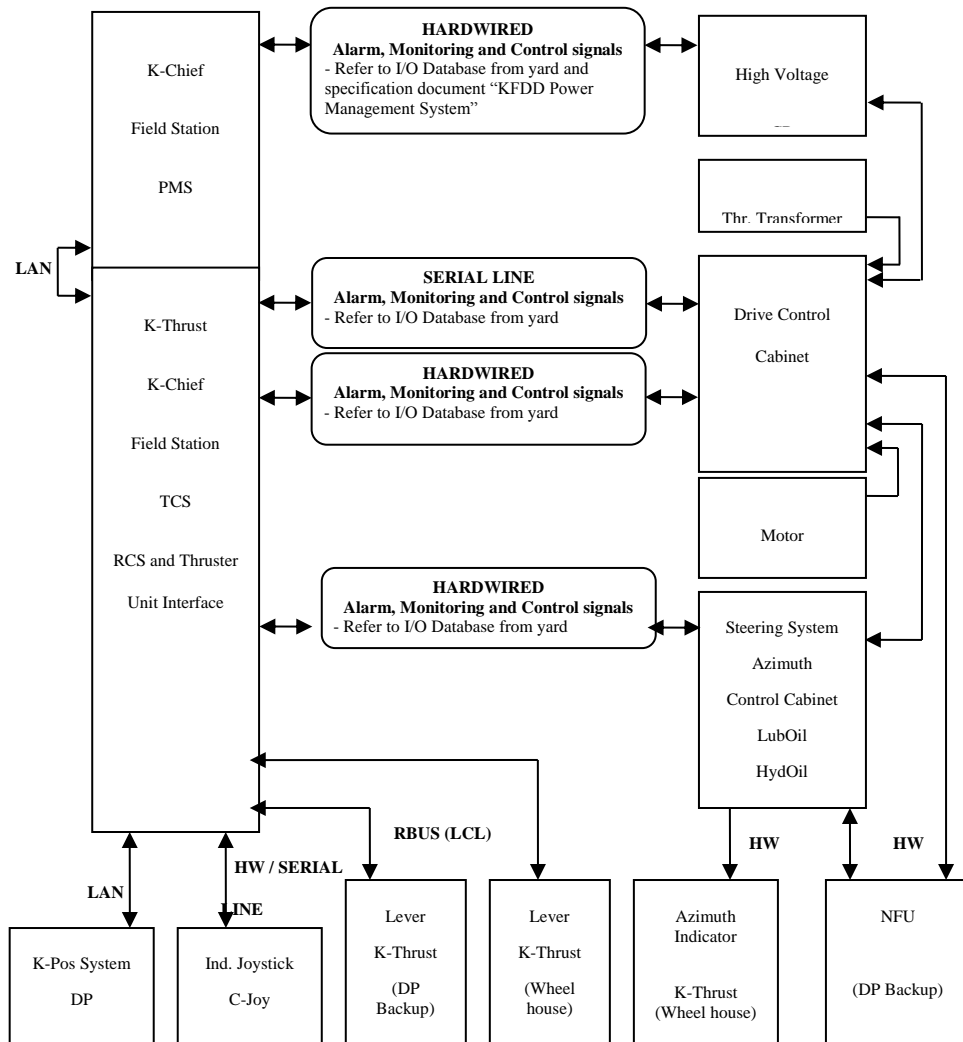 K-Chief
Field Station
PMS
HARDWIRED
Alarm, Monitoring and Control signals
- Refer to I/O Database from yard and
specification document “KFDD Power
Management System”
High Voltage
Thr. Transformer
LAN
K-Thrust
K-Chief
Field Station
TCS
RCS and Thruster
Unit Interface
SERIAL LINE
Alarm, Monitoring and Control signals
- Refer to I/O Database from yard
HARDWIRED
Alarm, Monitoring and Control signals
- Refer to I/O Database from yard
Drive Control
Cabinet
Motor
HARDWIRED
Alarm, Monitoring and Control signals
- Refer to I/O Database from yard
Steering System
Azimuth
Control Cabinet
LubOil
HydOil
RBUS (LCL)
HW
HW
LAN
HW / SERIAL
LINE
K-Pos System
DP
Ind. Joystick
C-Joy
Lever
K-Thrust
(DP
Backup)
Lever
K-Thrust
(Wheel
house)
Azimuth
Indicator
K-Thrust
(Wheel house)
NFU
(DP Backup)